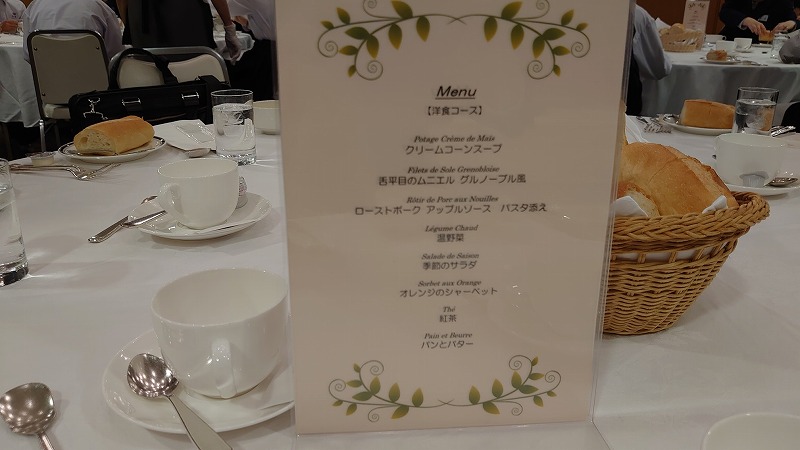 Menu
【洋食コース】
Potage Crème de Maïs
クリームコーンスープ
Filets de Sole Grenobloise
舌平目のムニエル グルノーブル風
Rôtir de Porc aux Nouilles
ローストポーク アップルソース パスタ添え
Légume Chaud
温野菜
Salade de Saison
季節のサラダ
Sorbet aux Orange
オレンジのシャーベット
Thé
紅茶
Pain et Beurre
パンとバター